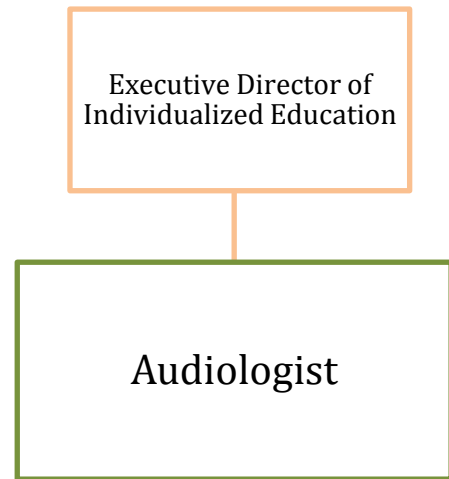 Executive Director of
Individualized Education
Audiologist